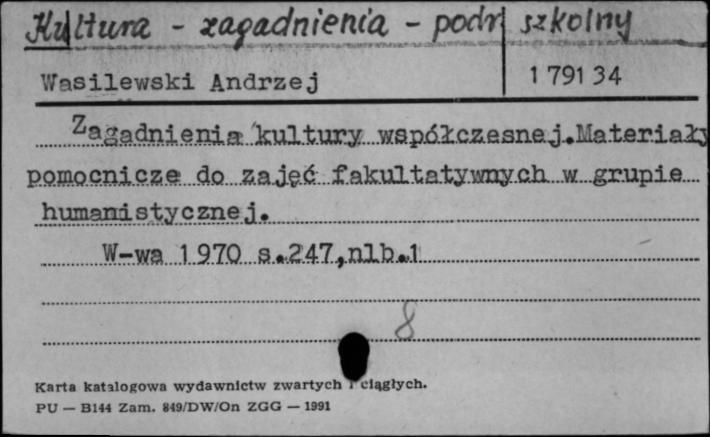 Kultura - zagadnienia - podr szkolny
Wasilewski Andrzej 1 791 34
Zagadnienia kultury współczesnej.Materiały
pomocnicze do zajęć fakultatywnych w grupie
humanistycznej.
W-wa 1970 s.247,nlb.1
8
Karta katalogowa wydawnictw zwartych i ciągłych.
PU — B144 Zam. 849/DW/On ZGG — 1991